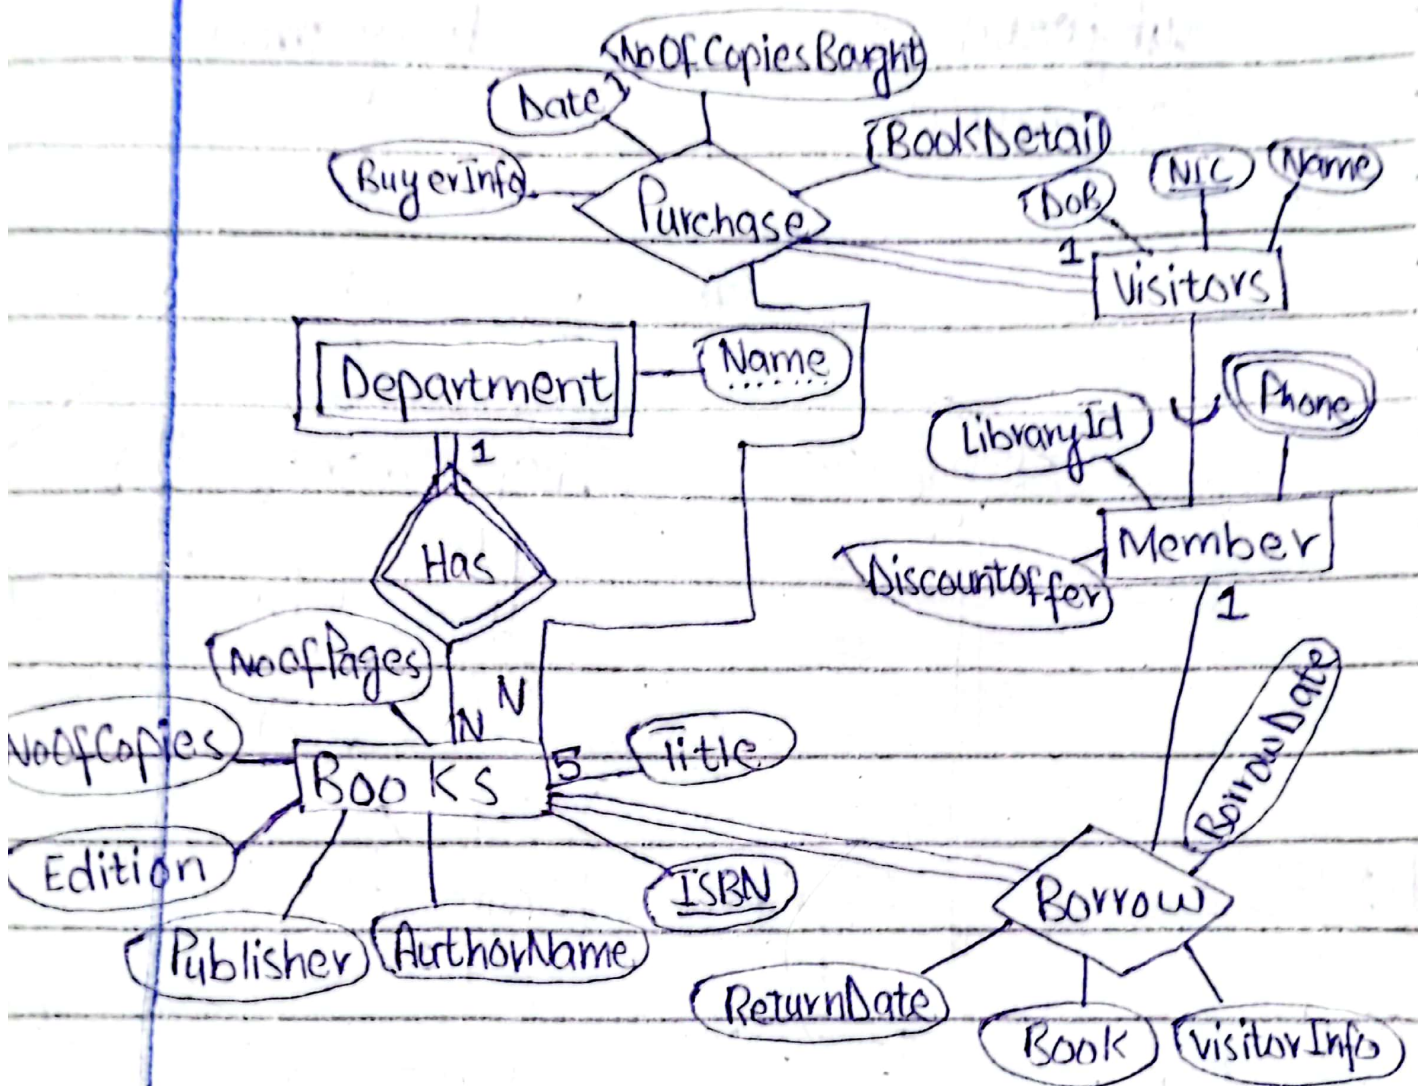 NoOfCopiesBought
Date
BookDetail
BuyerInfo
Purchase
DoB
NIC
Name
1
Visitors
Department
Name
1
LibraryId
Phone
Has
Member
DiscountOffer
1
NoOfPages
N
N
BorrowDate
NoOfCopies
Books
5
Title
Edition
ISBN
Borrow
Publisher
AuthorName
ReturnDate
Book
VisitorInfo